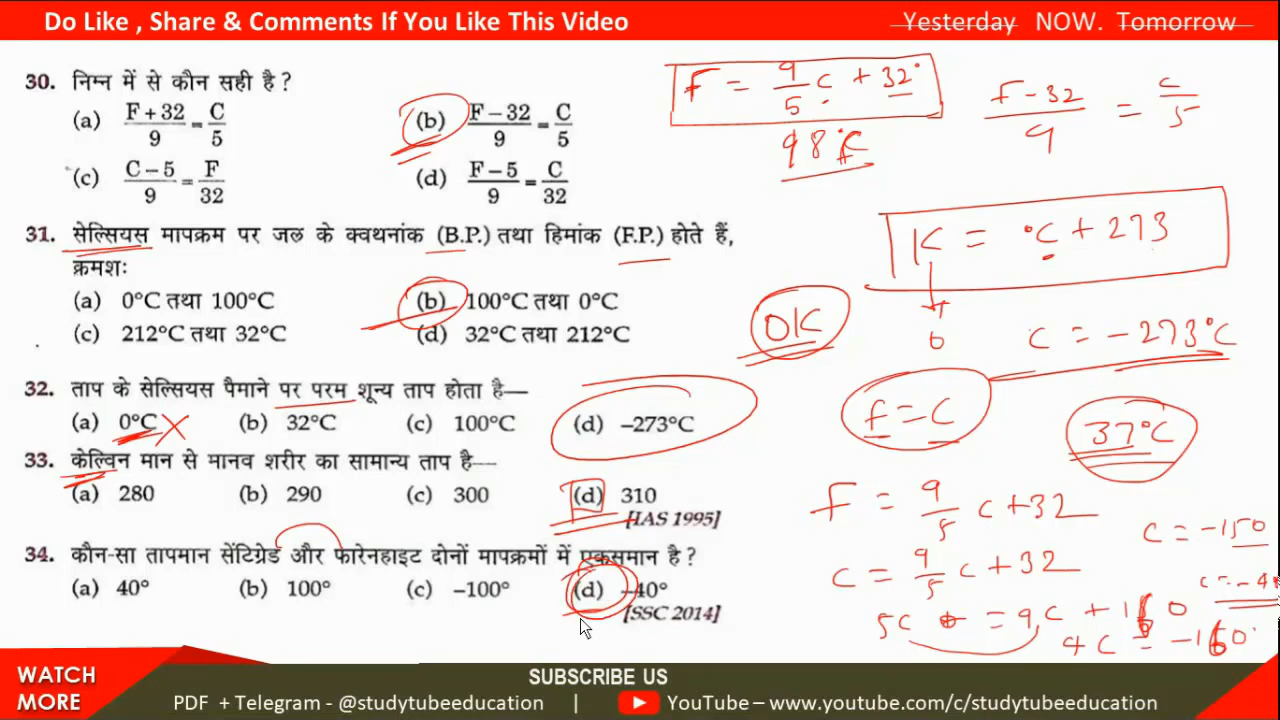 Do Like , Share & Comments If You Like This Video
Yesterday NOW. Tomorrow
30. निम्न में से कौन सही है ?
(a) F + 32 / 9 = C / 5 (b) F − 32 / 9 = C / 5
(c) C − 5 / 9 = F / 32 (d) F − 5 / 9 = C / 32
31. सेल्सियस मापक्रम पर जल के क्वथनांक (B.P.) तथा हिमांक (F.P.) होते हैं,
क्रमशः
(a) 0°C तथा 100°C (b) 100°C तथा 0°C
(c) 212°C तथा 32°C (d) 32°C तथा 212°C
32. ताप के सेल्सियस पैमाने पर परम शून्य ताप होता है—
(a) 0°C (b) 32°C (c) 100°C (d) –273°C
33. केल्विन मान से मानव शरीर का सामान्य ताप है—
(a) 280 (b) 290 (c) 300 (d) 310
[IAS 1995]
34. कौन-सा तापमान सेंटिग्रेड और फारेनहाइट दोनों मापक्रमों में एकसमान है ?
(a) 40° (b) 100° (c) –100° (d) –40°
[SSC 2014]
F = 9/5 C + 32°
98°F
F - 32 / 9 = C / 5
K = °C + 273
0
OK
C = - 273°C
f = C
37°C
F = 9/5 C + 32
C = -150
C = 9/5 C + 32
C = -40
5C = 9C + 160
4C = -160
WATCH
MORE
SUBSCRIBE US
PDF + Telegram - @studytubeeducation | YouTube – www.youtube.com/c/studytubeeducation